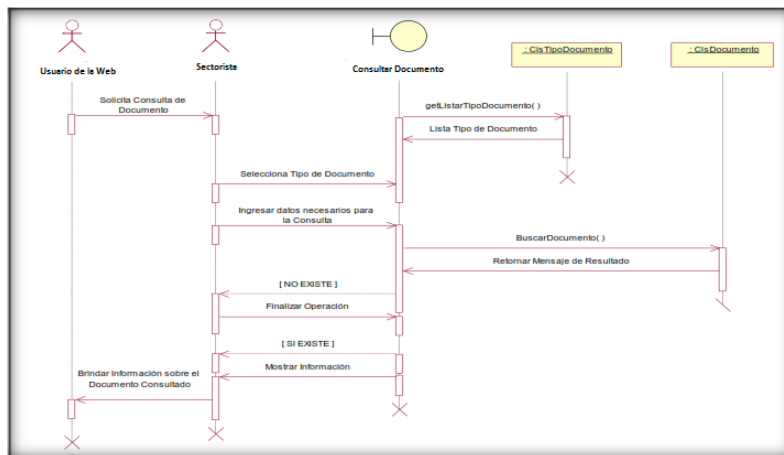 : ClsTipoDocumento
: ClsDocumento
Usuario de la Web
Sectorista
Consultar Documento
Solicita Consulta de
Documento
getListarTipoDocumento( )
Lista Tipo de Documento
Selecciona Tipo de Documento
Ingresar datos necesarios para
la Consulta
BuscarDocumento( )
Retornar Mensaje de Resultado
[ NO EXISTE ]
Finalizar Operación
[ SI EXISTE ]
Mostrar Información
Brindar Información sobre el
Documento Consultado